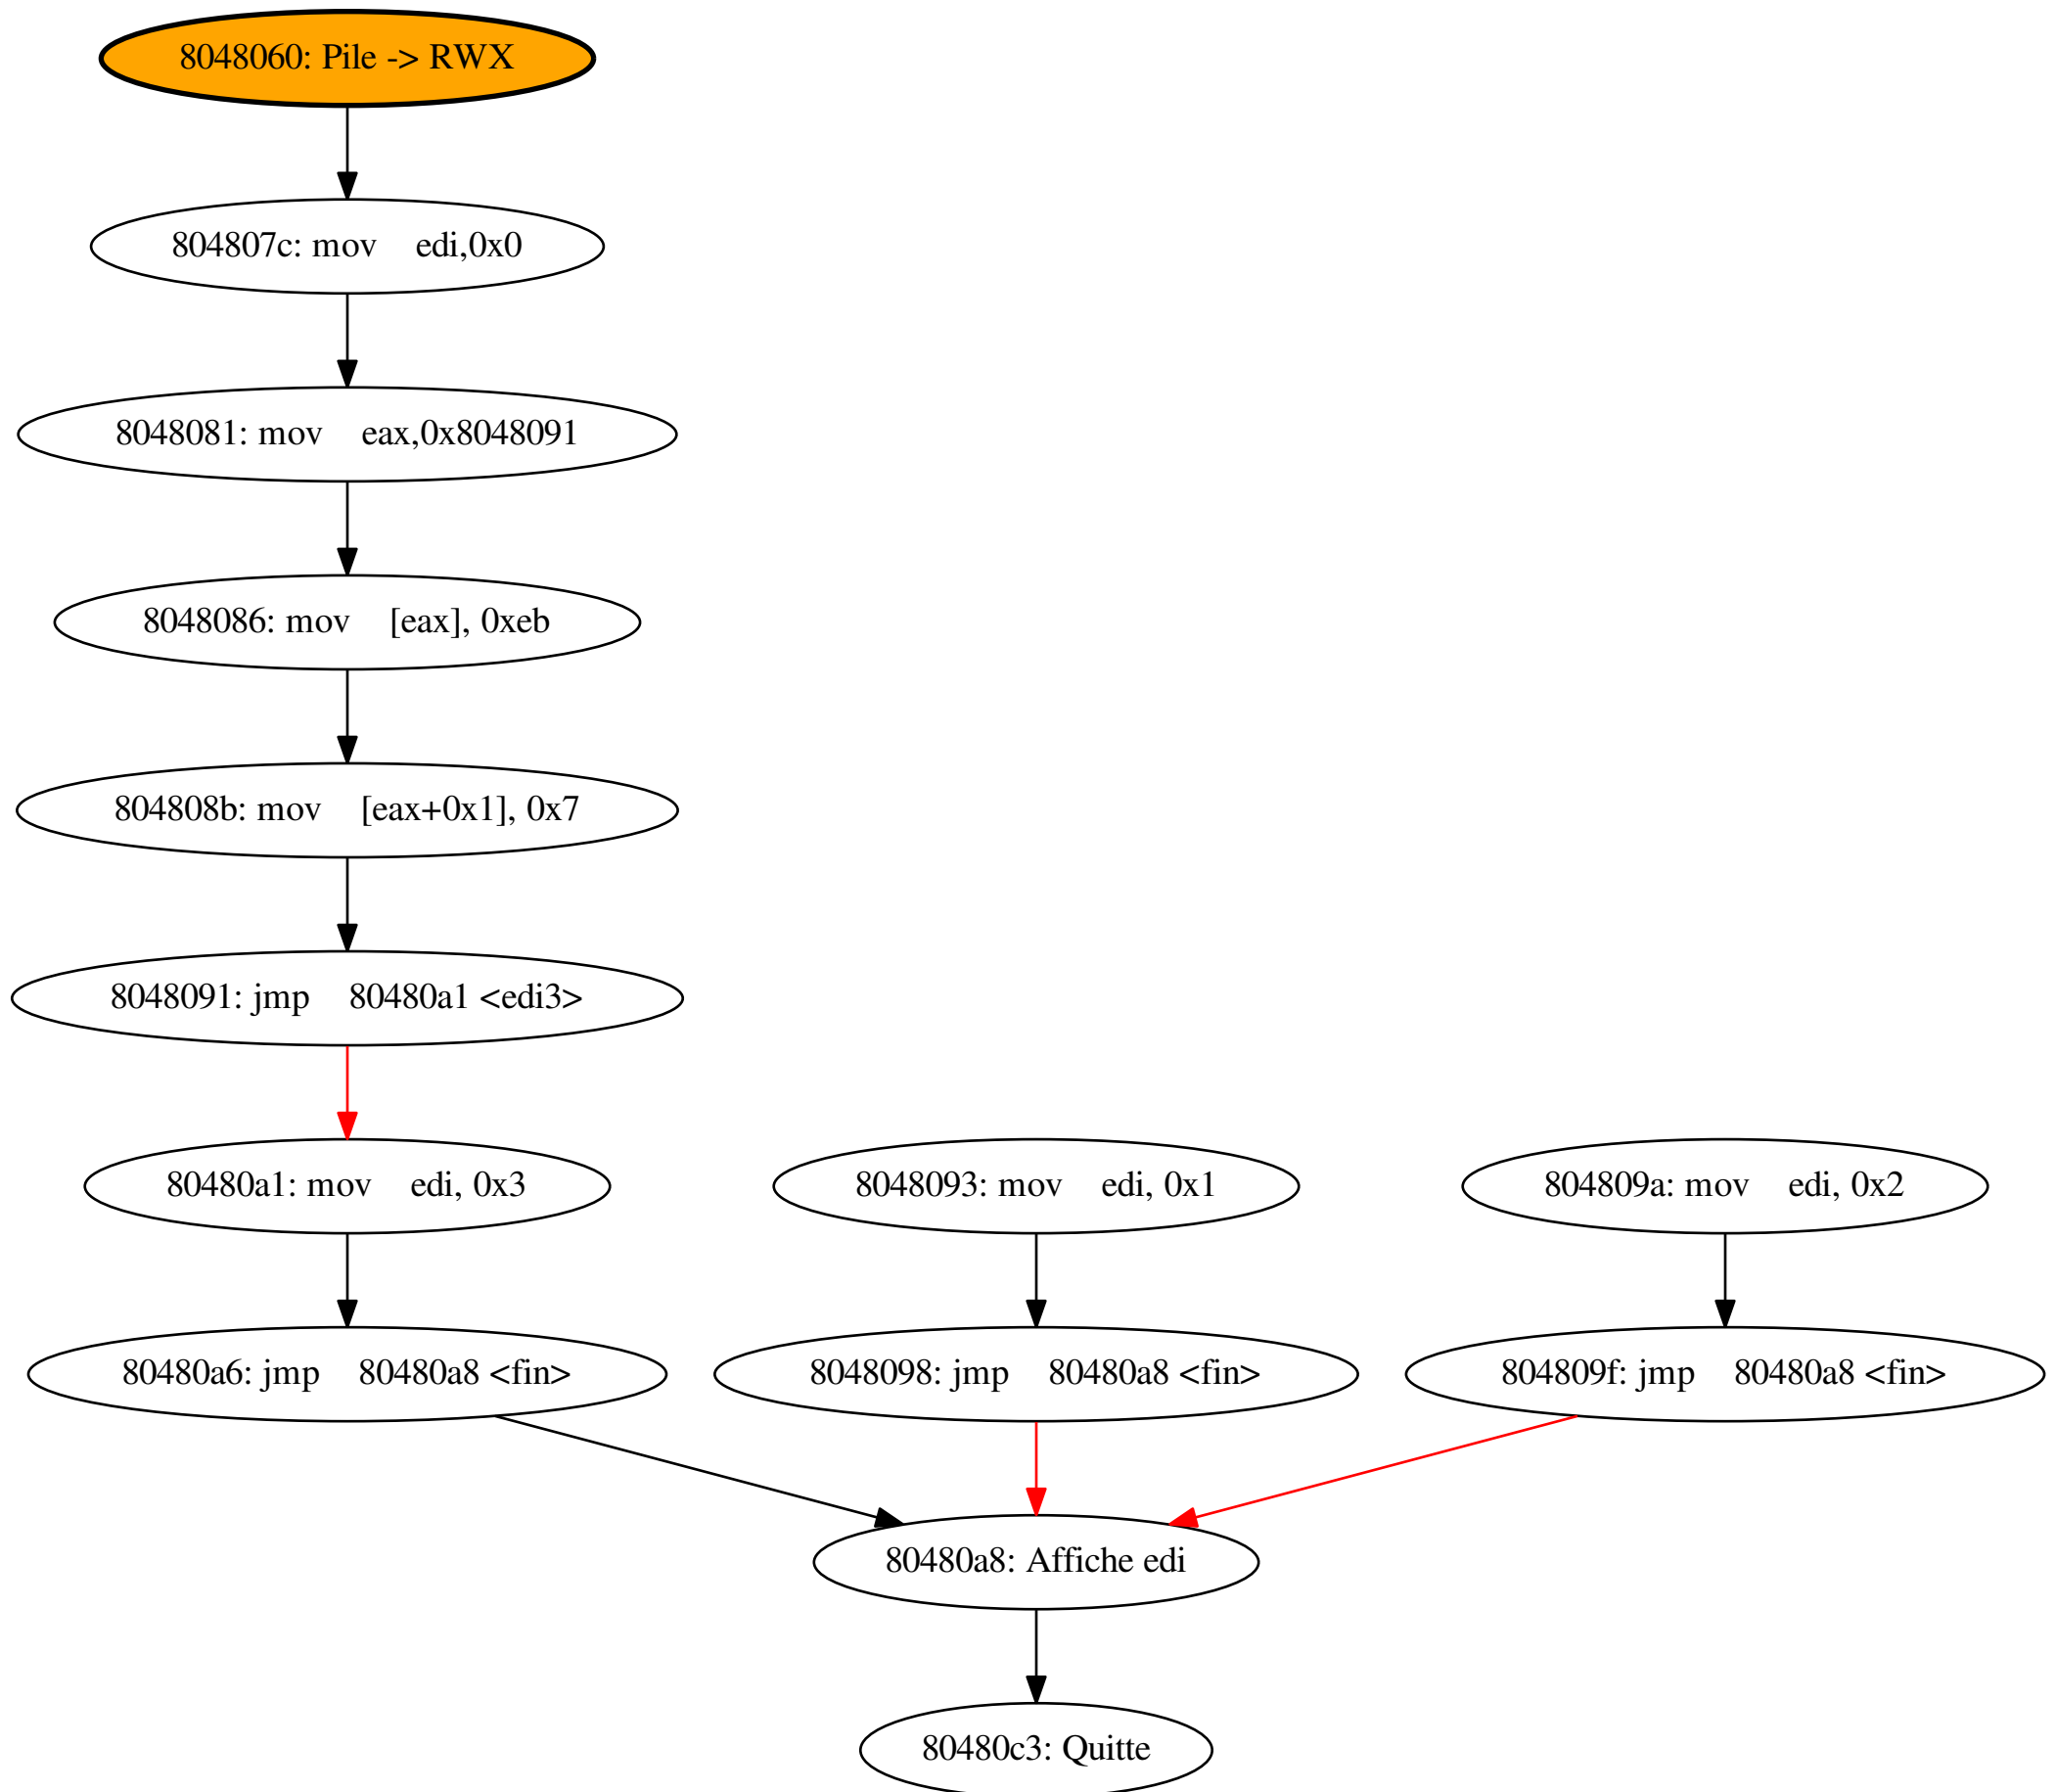 8048060: Pile -> RWX
804807c: mov    edi,0x0
8048081: mov    eax,0x8048091
8048086: mov    [eax], 0xeb
804808b: mov    [eax+0x1], 0x7
8048091: jmp    80480a1 <edi3>
80480a1: mov    edi, 0x3
8048093: mov    edi, 0x1
804809a: mov    edi, 0x2
80480a6: jmp    80480a8 <fin>
8048098: jmp    80480a8 <fin>
804809f: jmp    80480a8 <fin>
80480a8: Affiche edi
80480c3: Quitte